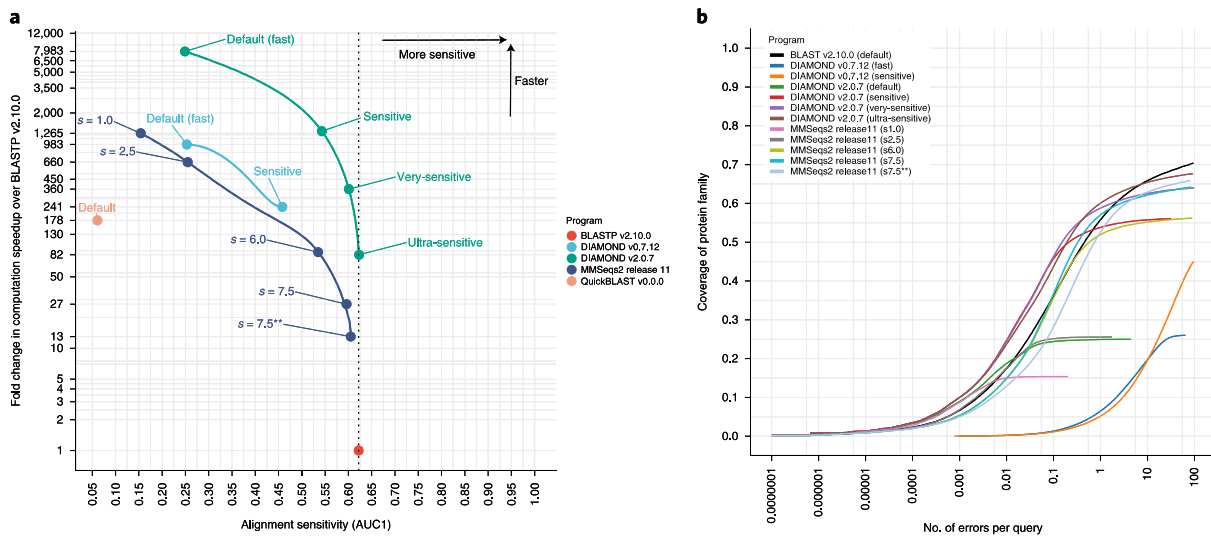 a
12,000
7,983
6,500
5,000
3,500
2,000
1,265
983
660
450
360
241
178
130
82
50
27
13
10
5
4
3
2
1
Fold change in computation speedup over BLASTP v2.10.0
Default (fast)
More sensitive
Faster
s = 1.0
Default (fast)
Sensitive
s = 2.5
Sensitive
Very-sensitive
Default
s = 6.0
Ultra-sensitive
s = 7.5
s = 7.5**
Program
BLASTP v2.10.0
DIAMOND v0.7.12
DIAMOND v2.0.7
MMSeqs2 release 11
QuickBLAST v0.0.0
0.05
0.10
0.15
0.20
0.25
0.30
0.35
0.40
0.45
0.50
0.55
0.60
0.65
0.70
0.75
0.80
0.85
0.90
0.95
1.00
Alignment sensitivity (AUC1)
b
1.0
0.9
0.8
0.7
0.6
0.5
0.4
0.3
0.2
0.1
0.0
Coverage of protein family
Program
BLAST v2.10.0 (default)
DIAMOND v0.7.12 (fast)
DIAMOND v0.7.12 (sensitive)
DIAMOND v2.0.7 (default)
DIAMOND v2.0.7 (sensitive)
DIAMOND v2.0.7 (very-sensitive)
DIAMOND v2.0.7 (ultra-sensitive)
MMSeqs2 release11 (s1.0)
MMSeqs2 release11 (s2.5)
MMSeqs2 release11 (s6.0)
MMSeqs2 release11 (s7.5)
MMSeqs2 release11 (s7.5**)
0.0000001
0.000001
0.00001
0.0001
0.001
0.01
0.1
1
10
100
No. of errors per query